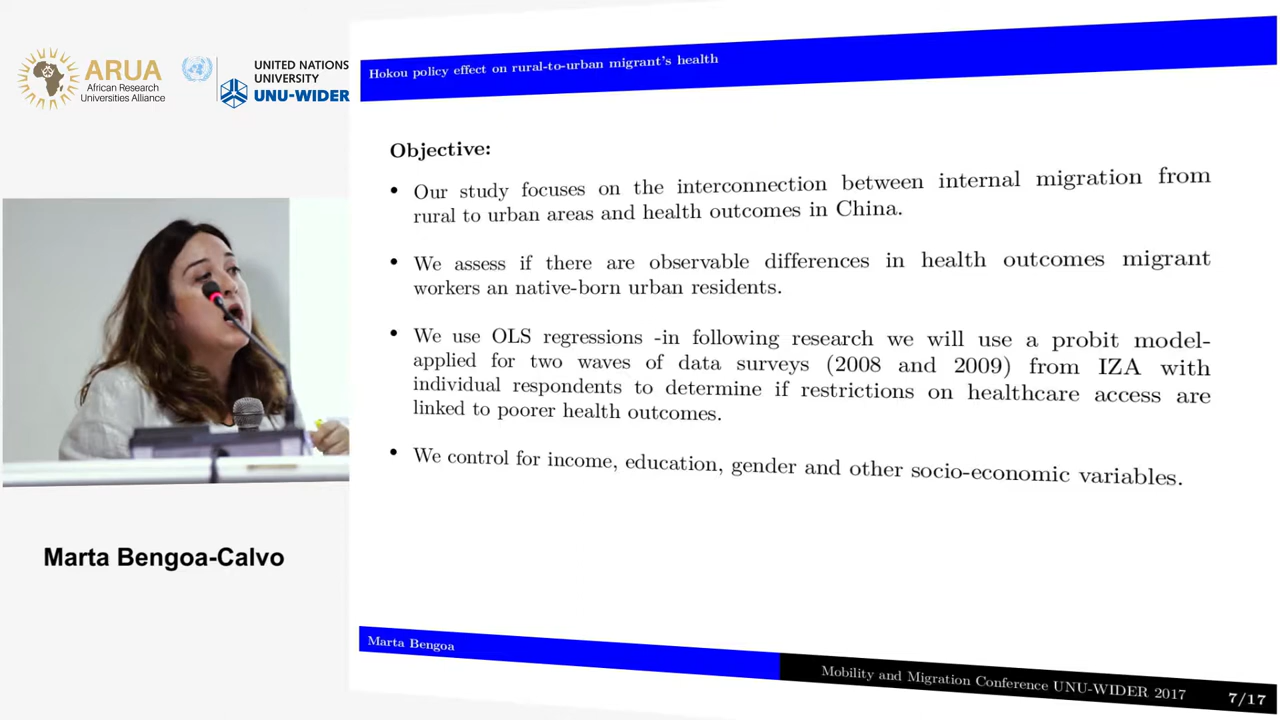 ARUA
African Research
Universities Alliance
UNITED NATIONS
UNIVERSITY
UNU-WIDER
Hokou policy effect on rural-to-urban migrant's health
Objective:
• Our study focuses on the interconnection between internal migration from
rural to urban areas and health outcomes in China.
• We assess if there are observable differences in health outcomes migrant
workers an native-born urban residents.
• We use OLS regressions -in following research we will use a probit model-
applied for two waves of data surveys (2008 and 2009) from IZA with
individual respondents to determine if restrictions on healthcare access are
linked to poorer health outcomes.
• We control for income, education, gender and other socio-economic variables.
Marta Bengoa-Calvo
Marta Bengoa
Mobility and Migration Conference UNU-WIDER 2017 7/17